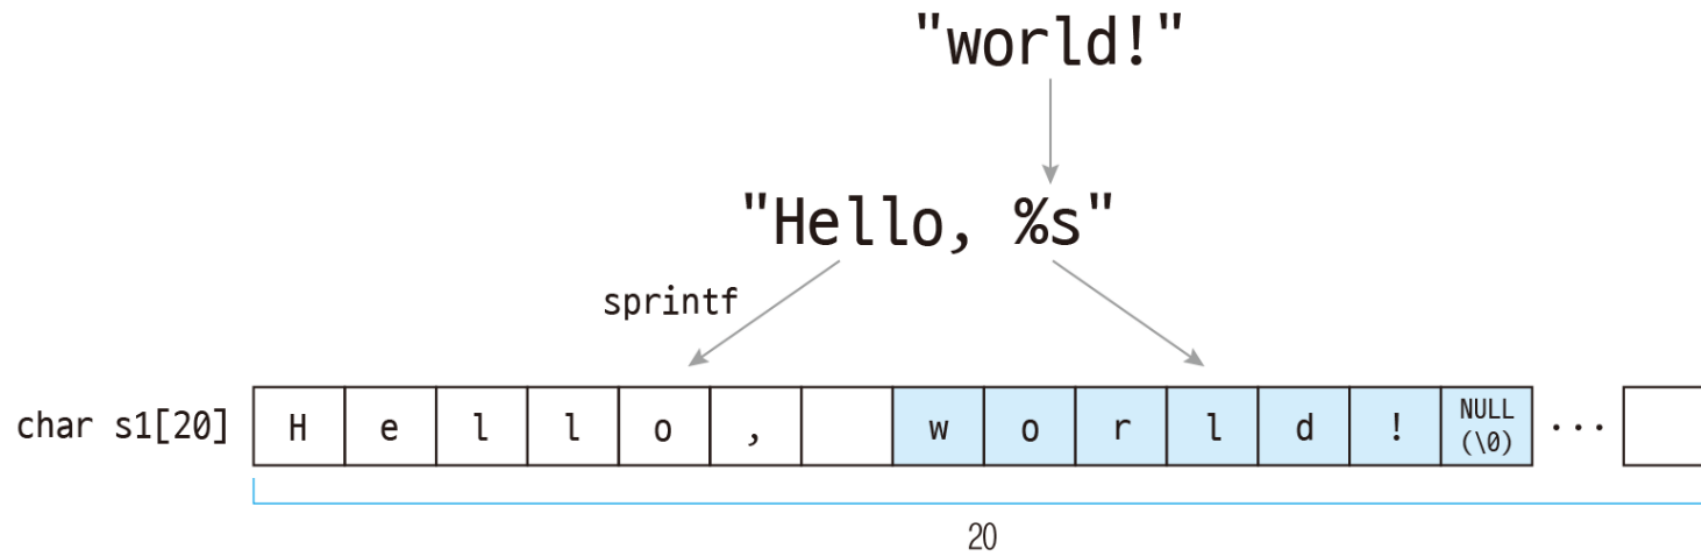 "world!"
"Hello, %s"
sprintf
char s1[20] H e l l o , w o r l d ! NULL (\0) ...
20